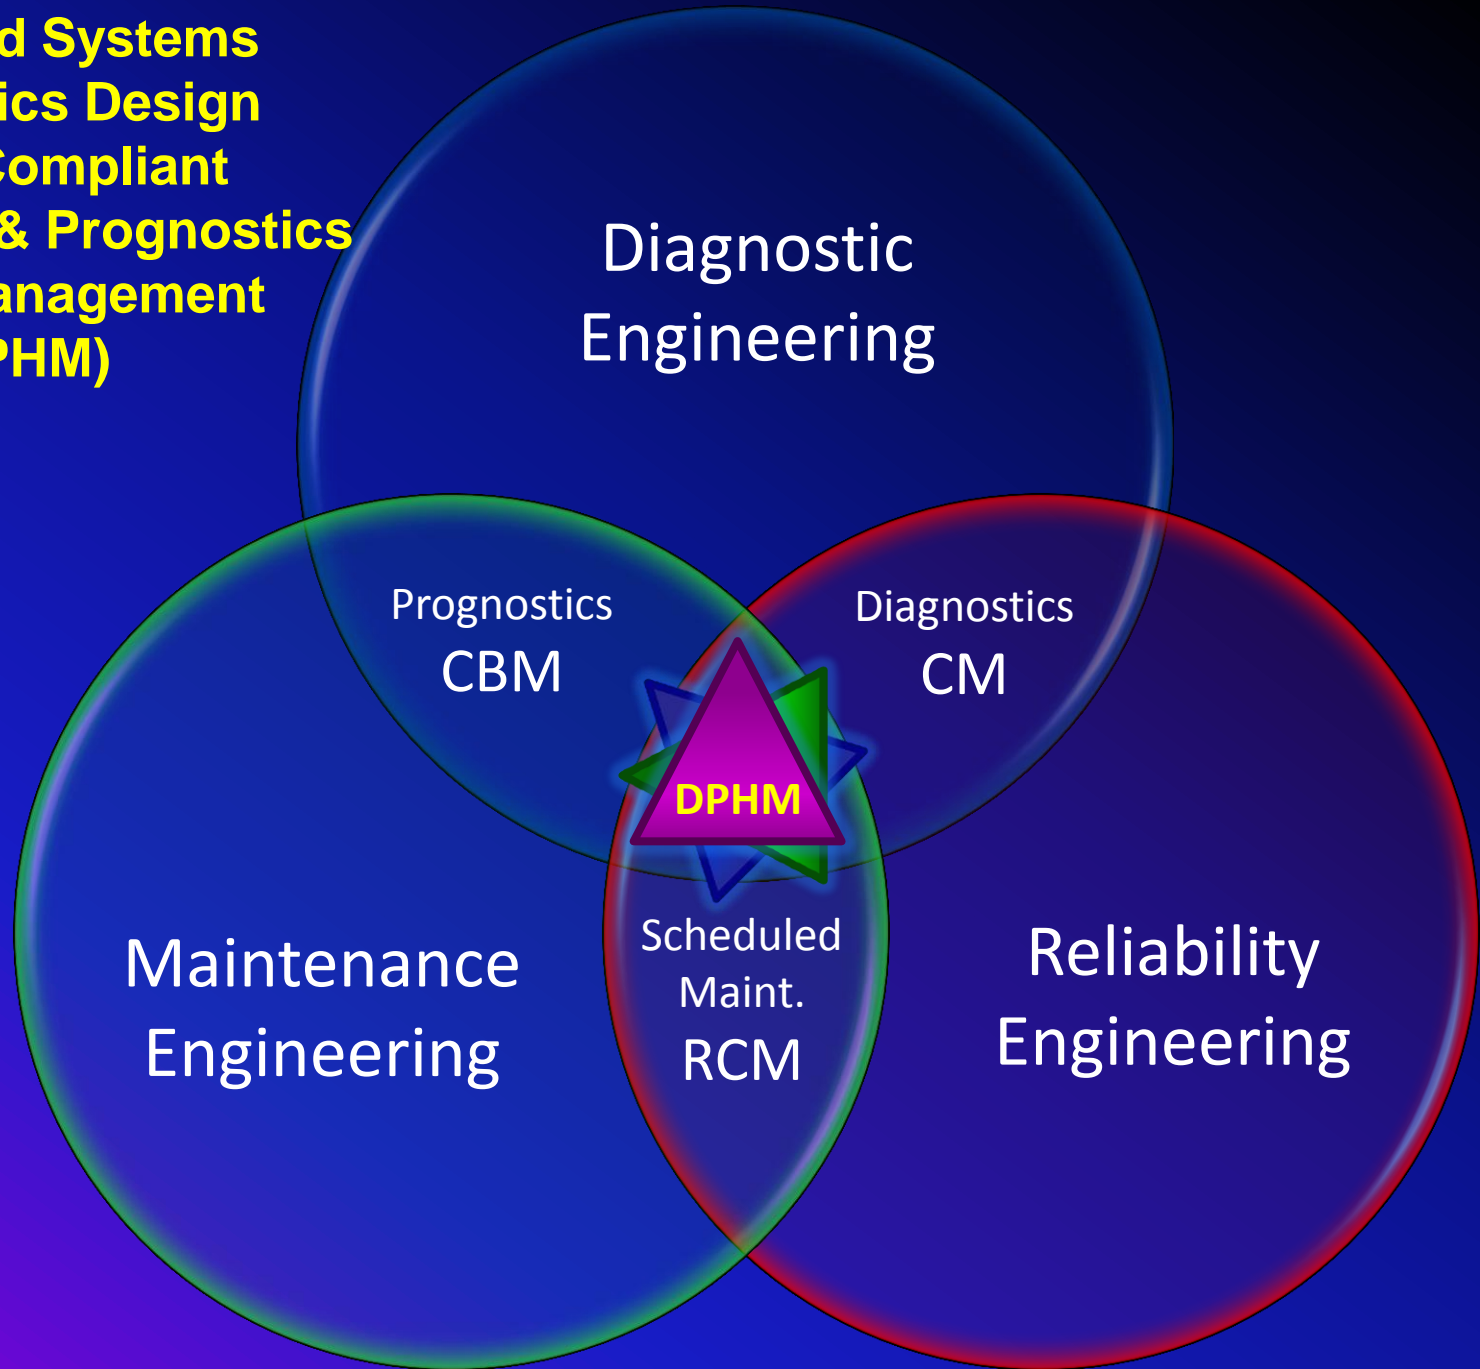 d Systems
ics Design
Compliant
& Prognostics
anagement
PHM)
Diagnostic
Engineering
Prognostics
CBM
Diagnostics
CM
DPHM
Scheduled
Maint.
RCM
Maintenance
Engineering
Reliability
Engineering